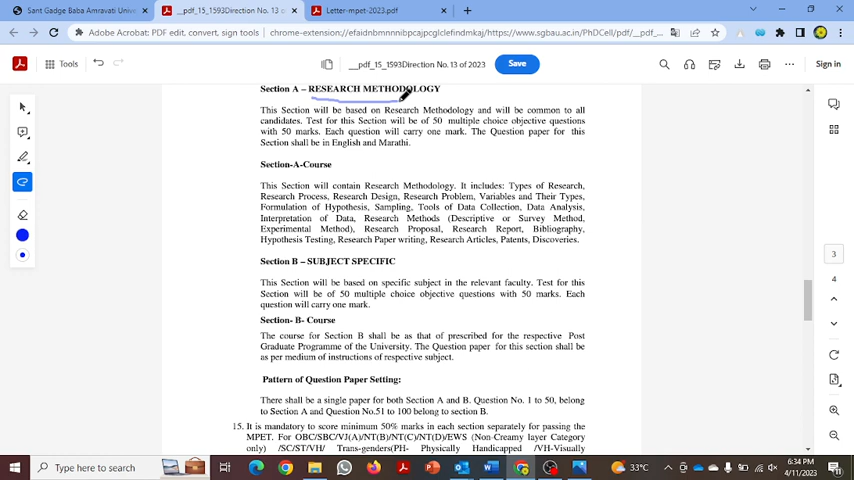 Sant Gadge Baba Amravati Unive
__pdf_15_1593Direction No. 13 of
Letter-mpet-2023.pdf
Adobe Acrobat: PDF edit, convert, sign tools
chrome-extension://efaidnbmnnnibpcajpcglclefindmkaj/https://www.sgbau.ac.in/PhDCell/pdf/__pdf_...
Tools
__pdf_15_1593Direction No. 13 of 2023
Save
Sign in
Section A – RESEARCH METHODOLOGY
This Section will be based on Research Methodology and will be common to all
candidates. Test for this Section will be of 50 multiple choice objective questions
with 50 marks. Each question will carry one mark. The Question paper for this
Section shall be in English and Marathi.
Section-A-Course
This Section will contain Research Methodology. It includes: Types of Research,
Research Process, Research Design, Research Problem, Variables and Their Types,
Formulation of Hypothesis, Sampling, Tools of Data Collection, Data Analysis,
Interpretation of Data, Research Methods (Descriptive or Survey Method,
Experimental Method), Research Proposal, Research Report, Bibliography,
Hypothesis Testing, Research Paper writing, Research Articles, Patents, Discoveries.
Section B – SUBJECT SPECIFIC
This Section will be based on specific subject in the relevant faculty. Test for this
Section will be of 50 multiple choice objective questions with 50 marks. Each
question will carry one mark.
Section- B- Course
The course for Section B shall be as that of prescribed for the respective Post
Graduate Programme of the University. The Question paper for this section shall be
as per medium of instructions of respective subject.
Pattern of Question Paper Setting:
There shall be a single paper for both Section A and B. Question No. 1 to 50, belong
to Section A and Question No.51 to 100 belong to section B.
15. It is mandatory to score minimum 50% marks in each section separately for passing the
MPET. For OBC/SBC/VJ(A)/NT(B)/NT(C)/NT(D)/EWS (Non-Creamy layer Category
only) /SC/ST/VH/ Trans-genders(PH- Physically Handicapped /VH-Visually
3
4
Type here to search
33°C
6:34 PM
4/11/2023